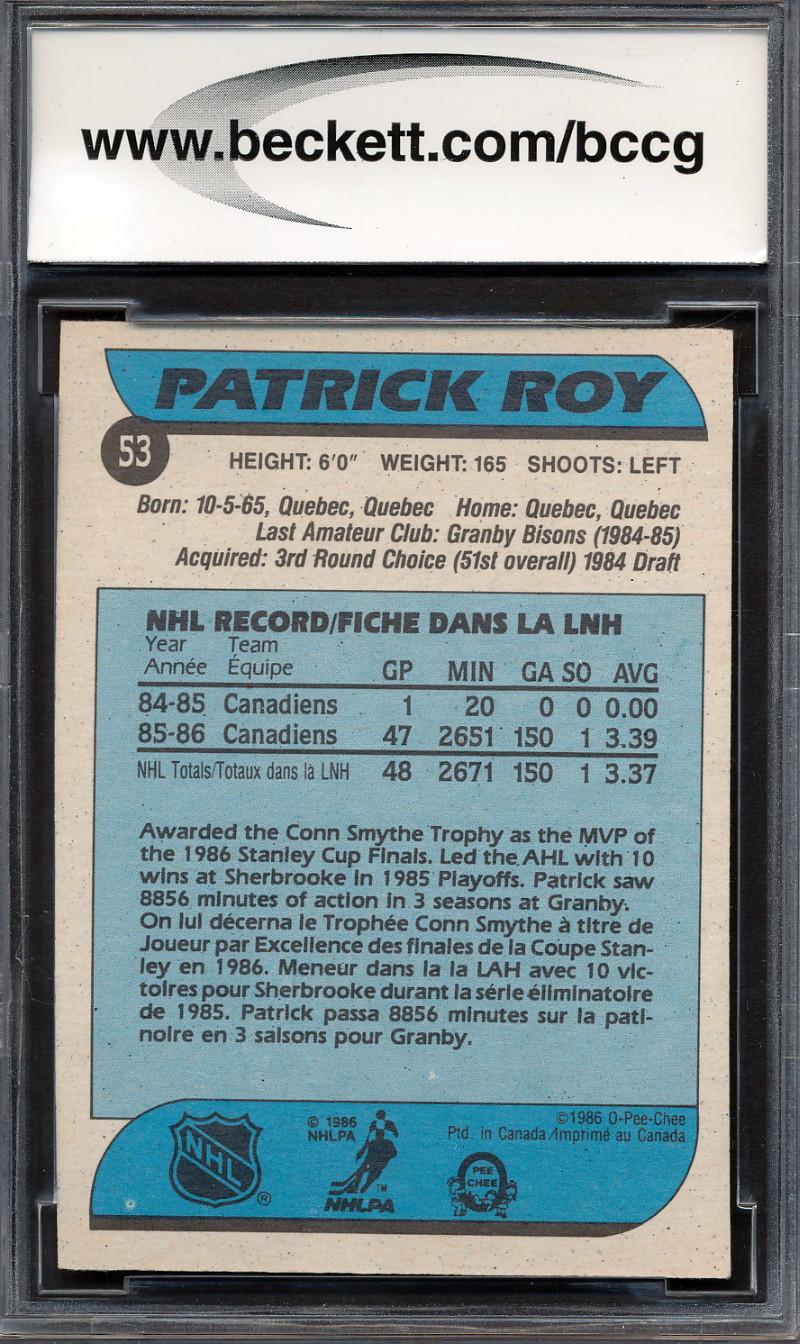 www.beckett.com/bccg
PATRICK ROY
53
HEIGHT: 6'0" WEIGHT: 165 SHOOTS: LEFT
Born: 10-5-65, Quebec, Quebec Home: Quebec, Quebec
Last Amateur Club: Granby Bisons (1984-85)
Acquired: 3rd Round Choice (51st overall) 1984 Draft
NHL RECORD/FICHE DANS LA LNH
Year Team
Année Équipe GP MIN GA SO AVG
84-85 Canadiens 1 20 0 0 0.00
85-86 Canadiens 47 2651 150 1 3.39
NHL Totals/Totaux dans la LNH 48 2671 150 1 3.37
Awarded the Conn Smythe Trophy as the MVP of
the 1986 Stanley Cup Finals. Led the AHL with 10
wins at Sherbrooke in 1985 Playoffs. Patrick saw
8856 minutes of action in 3 seasons at Granby.
On lui décerna le Trophée Conn Smythe à titre de
Joueur par Excellence des finales de la Coupe Stan-
ley en 1986. Meneur dans la la LAH avec 10 vic-
toires pour Sherbrooke durant la série éliminatoire
de 1985. Patrick passa 8856 minutes sur la pati-
noire en 3 saisons pour Granby.
NHL ®
© 1986
NHLPA
TM
NHLPA
©1986 O-Pee-Chee
Ptd. in Canada/Imprimé au Canada
PEE
CHEE